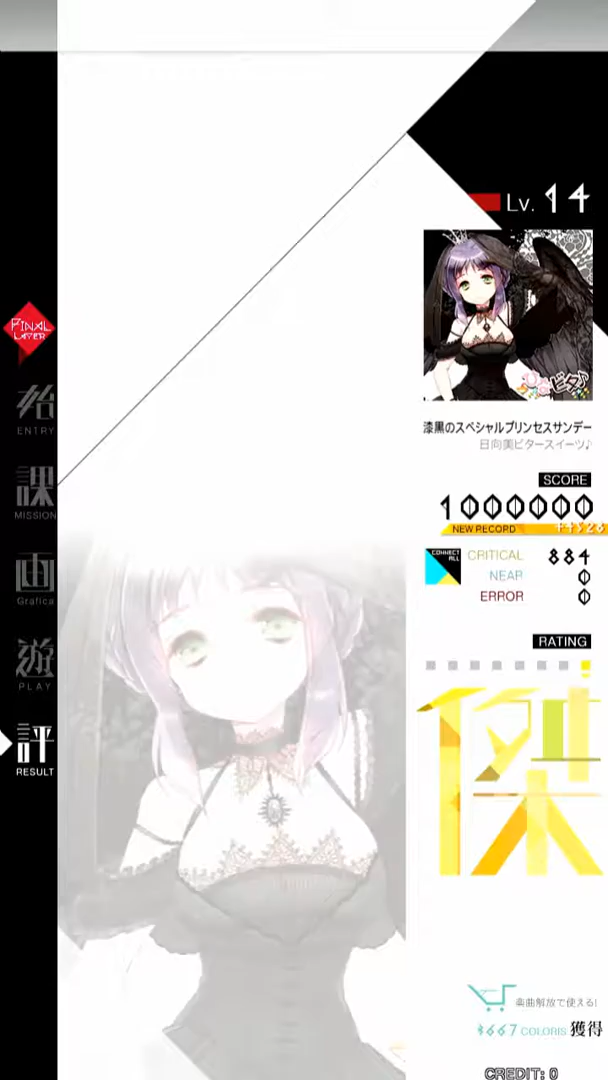 FINAL
LAYER
始
ENTRY
課
MISSION
画
Grafica
遊
PLAY
評
RESULT
Lv. 14
ビタ♪
漆黒のスペシャルプリンセスサンデー
日向美ビタースイーツ♪
SCORE
1000000
NEW RECORD
CONNECT
ALL
CRITICAL 884
NEAR 0
ERROR 0
RATING
傑
楽曲解放で使える!
COLORIS 獲得
CREDIT: 0